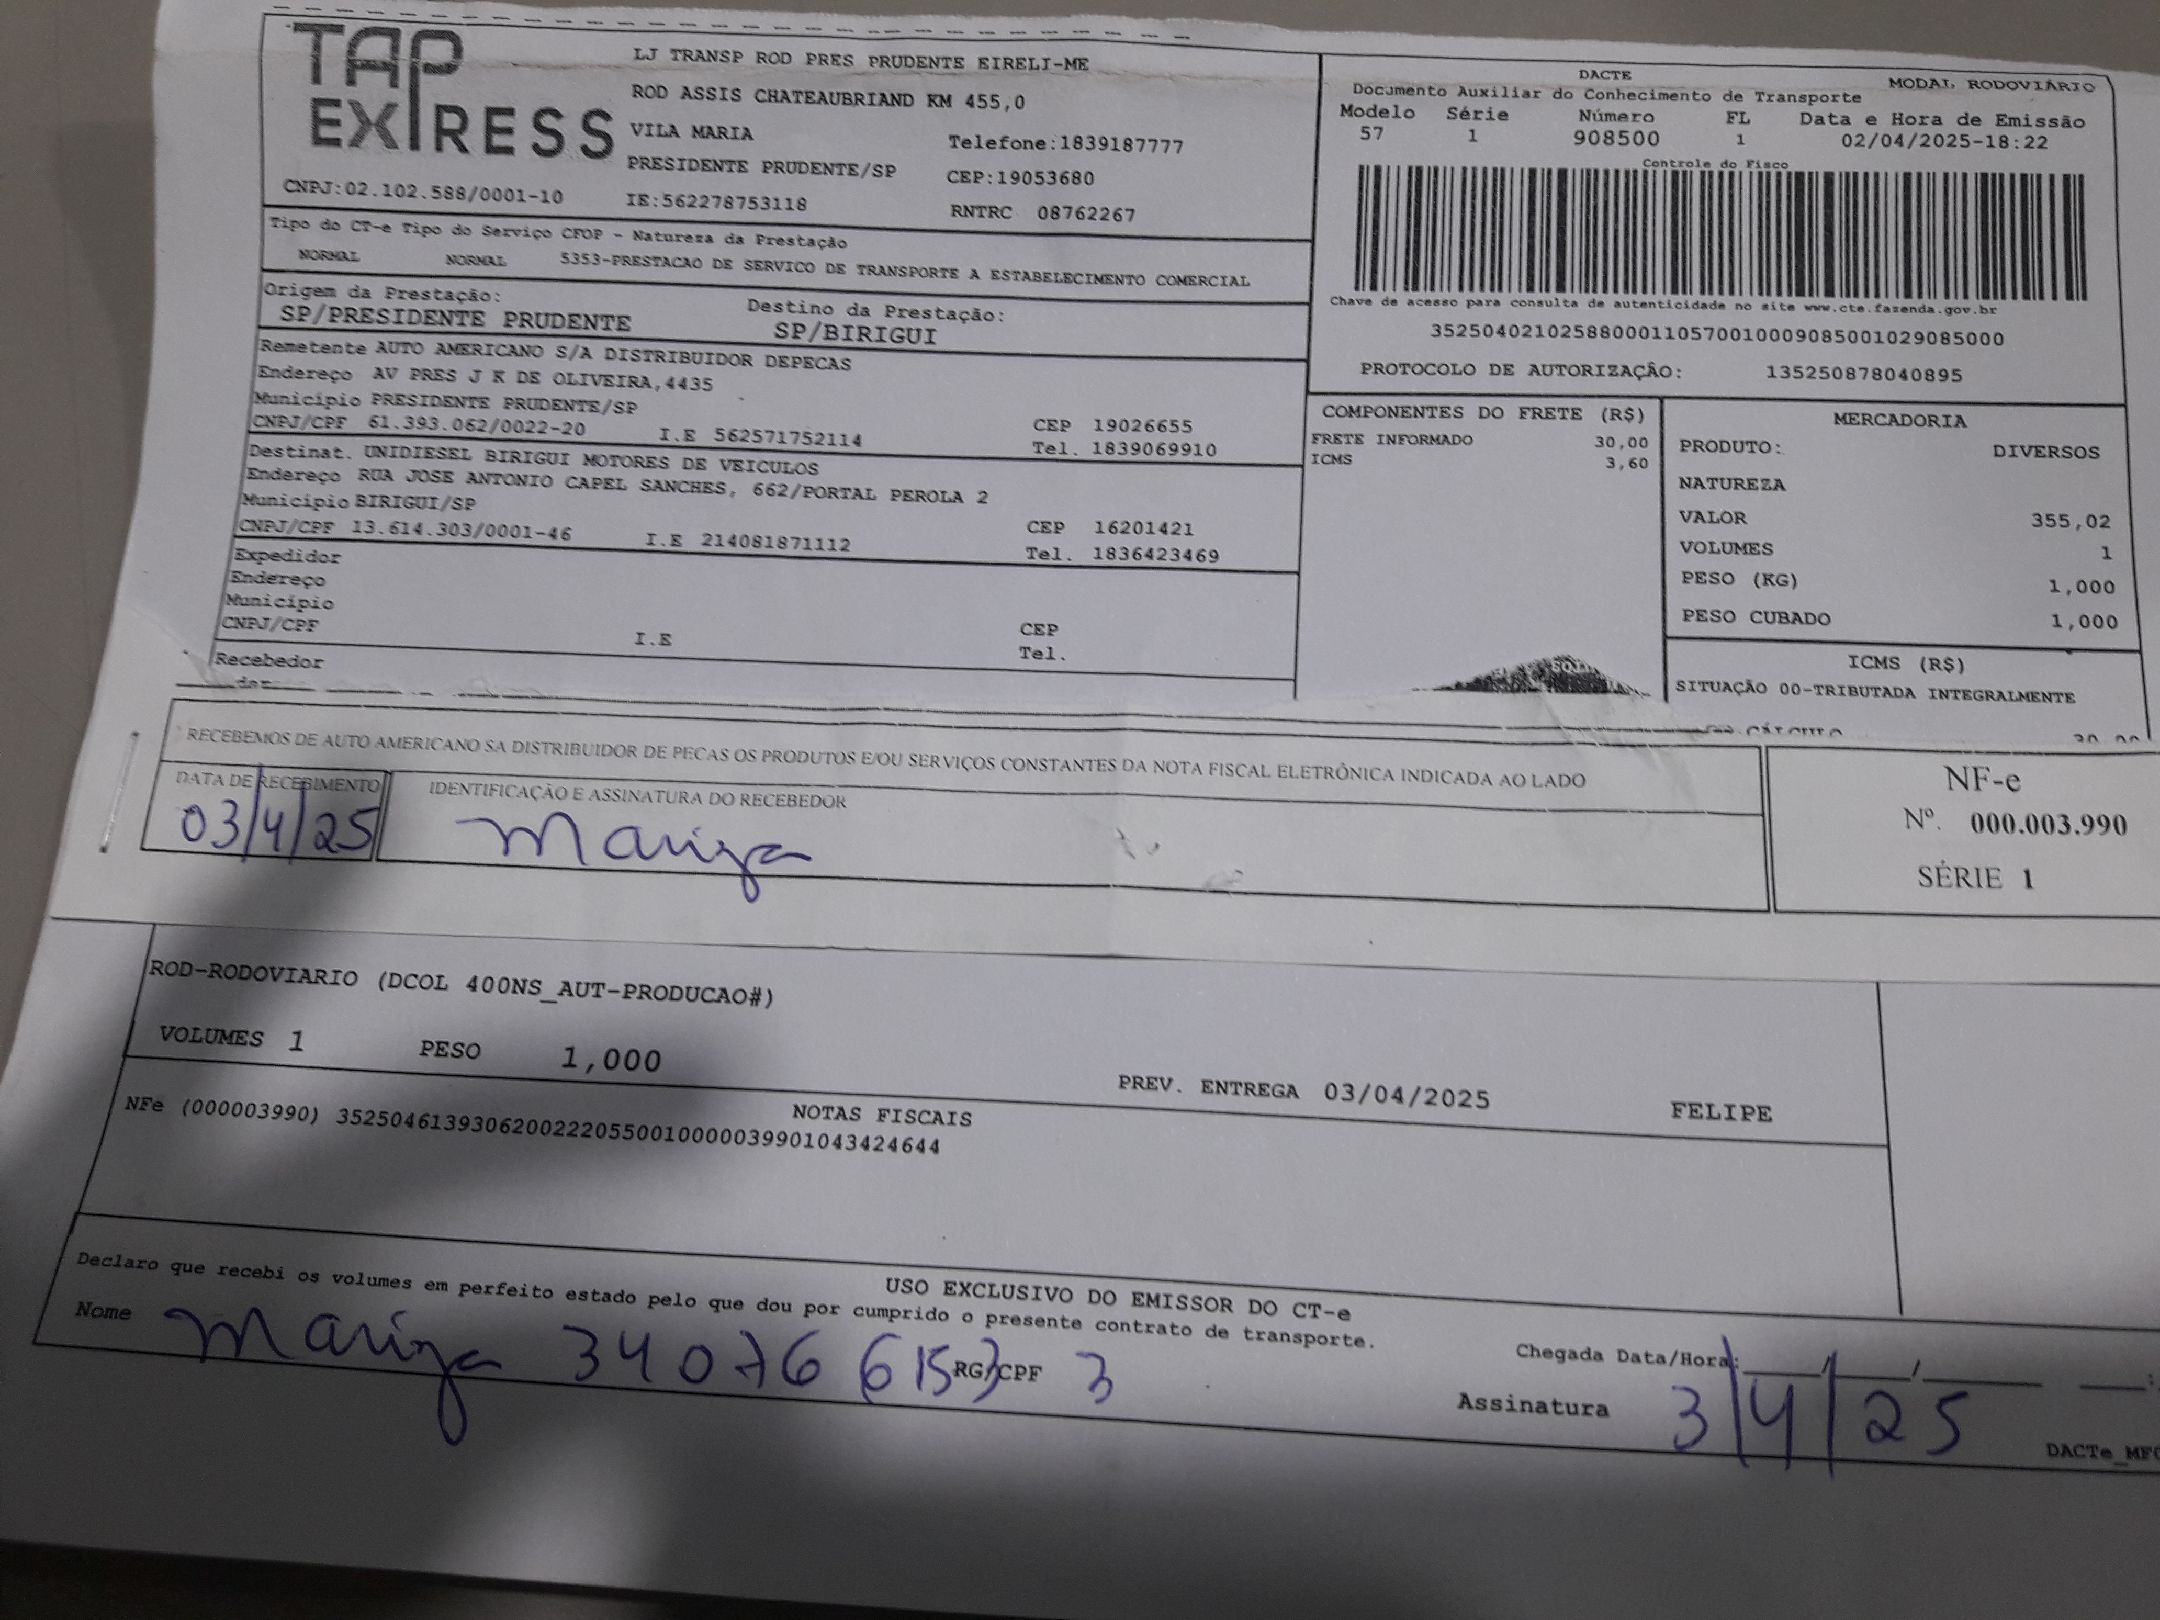 TAP
EXPRESS
LJ TRANSP ROD PRES PRUDENTE EIRELI-ME
ROD ASSIS CHATEAUBRIAND KM 455,0
VILA MARIA Telefone:1839187777
PRESIDENTE PRUDENTE/SP CEP:19053680
CNPJ:02.102.588/0001-10 IE:562278753118 RNTRC 08762267
DACTE MODAL RODOVIÁRIO
Documento Auxiliar do Conhecimento de Transporte
Modelo Série Número FL Data e Hora de Emissão
57 1 908500 1 02/04/2025-18:22
Controle do Fisco
Chave de acesso para consulta de autenticidade no site www.cte.fazenda.gov.br
35250402102588000110570010009085001029085000
PROTOCOLO DE AUTORIZAÇÃO: 135250878040895
Tipo do CT-e Tipo do Serviço CFOP - Natureza da Prestação
NORMAL NORMAL 5353-PRESTACAO DE SERVICO DE TRANSPORTE A ESTABELECIMENTO COMERCIAL
Origem da Prestação: Destino da Prestação:
SP/PRESIDENTE PRUDENTE SP/BIRIGUI
Remetente AUTO AMERICANO S/A DISTRIBUIDOR DEPECAS
Endereço AV PRES J K DE OLIVEIRA,4435
Município PRESIDENTE PRUDENTE/SP CEP 19026655
CNPJ/CPF 61.393.062/0022-20 I.E 562571752114 Tel. 1839069910
Destinat. UNIDIESEL BIRIGUI MOTORES DE VEICULOS
Endereço RUA JOSE ANTONIO CAPEL SANCHES, 662/PORTAL PEROLA 2
Município BIRIGUI/SP CEP 16201421
CNPJ/CPF 13.614.303/0001-46 I.E 214081871112 Tel. 1836423469
Expedidor
Endereço
Município CEP
CNPJ/CPF I.E Tel.
Recebedor
COMPONENTES DO FRETE (R$)
FRETE INFORMADO 30,00
ICMS 3,60
MERCADORIA
PRODUTO: DIVERSOS
NATUREZA
VALOR 355,02
VOLUMES 1
PESO (KG) 1,000
PESO CUBADO 1,000
ICMS (R$)
SITUAÇÃO 00-TRIBUTADA INTEGRALMENTE
RECEBEMOS DE AUTO AMERICANO SA DISTRIBUIDOR DE PECAS OS PRODUTOS E/OU SERVIÇOS CONSTANTES DA NOTA FISCAL ELETRÔNICA INDICADA AO LADO
DATA DE RECEBIMENTO IDENTIFICAÇÃO E ASSINATURA DO RECEBEDOR
03/4/25 Mariza
NF-e
Nº. 000.003.990
SÉRIE 1
ROD-RODOVIARIO (DCOL 400NS_AUT-PRODUCAO#)
VOLUMES 1 PESO 1,000 PREV. ENTREGA 03/04/2025 FELIPE
NOTAS FISCAIS
NFe (000003990) 35250461393062002220550010000039901043424644
USO EXCLUSIVO DO EMISSOR DO CT-e
Declaro que recebi os volumes em perfeito estado pelo que dou por cumprido o presente contrato de transporte.
Nome Mariza 34076 6153 RG/CPF 3
Chegada Data/Hora:
Assinatura 3/4/25